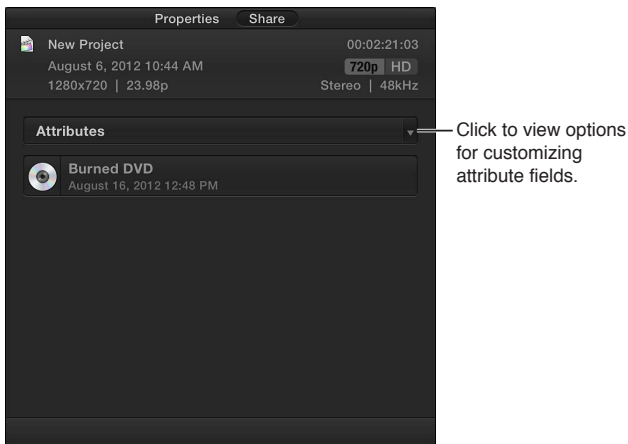 Properties Share
New Project 00:02:21:03
August 6, 2012 10:44 AM 720p HD
1280x720 | 23.98p Stereo | 48kHz
Attributes
Burned DVD
August 16, 2012 12:48 PM
Click to view options
for customizing
attribute fields.